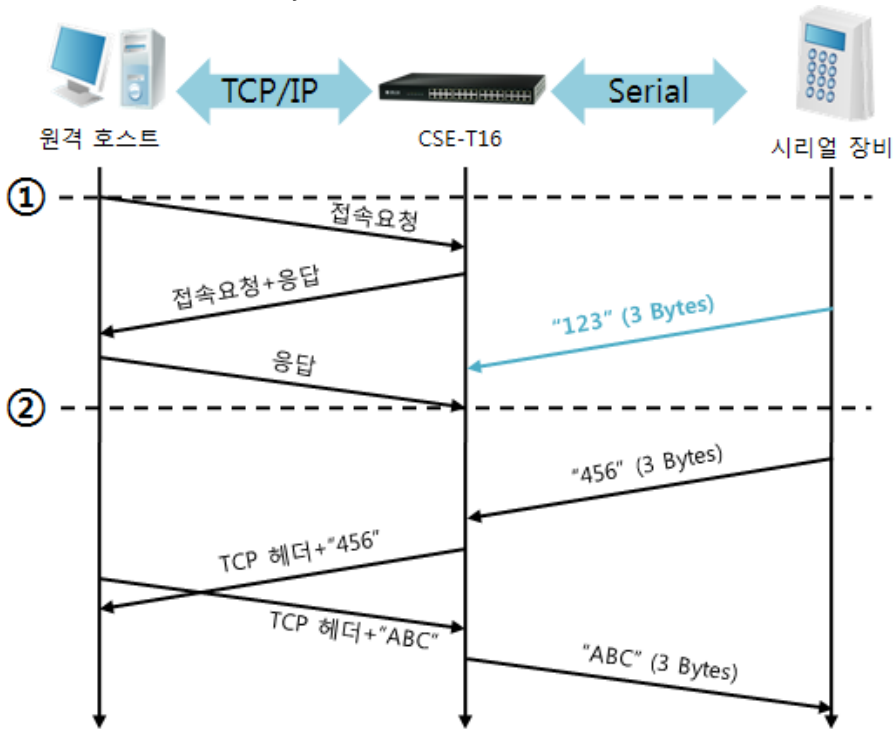 TCP/IP
Serial
원격 호스트
CSE-T16
시리얼 장비
①
접속요청
접속요청+응답
"123" (3 Bytes)
응답
②
"456" (3 Bytes)
TCP 헤더+"456"
TCP 헤더+"ABC"
"ABC" (3 Bytes)